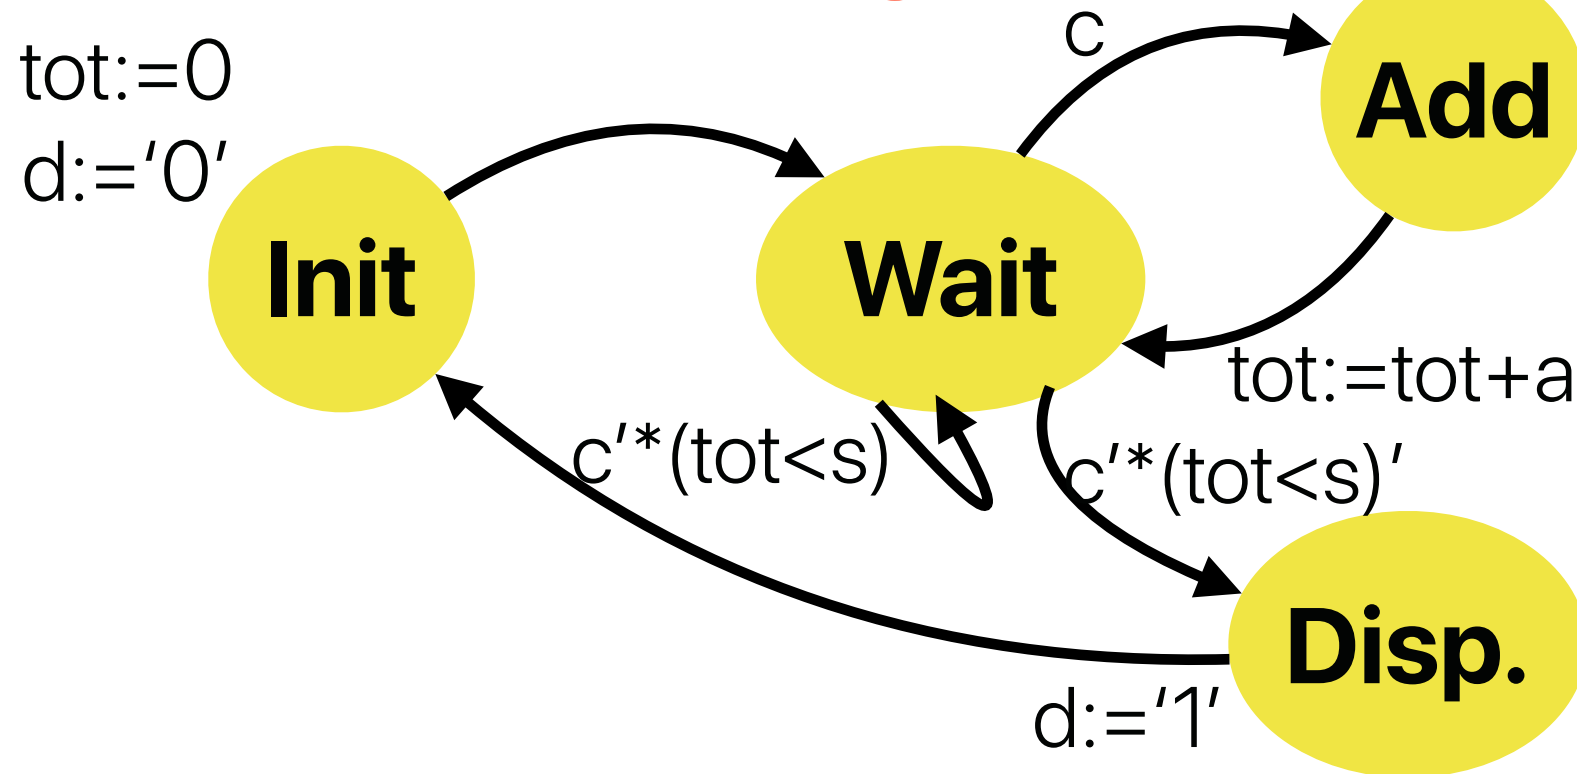 tot:=0
d:=‘0’
c
Add
Init
Wait
tot:=tot+a
c’*(tot<s)
c’*(tot<s)’
Disp.
d:=‘1’